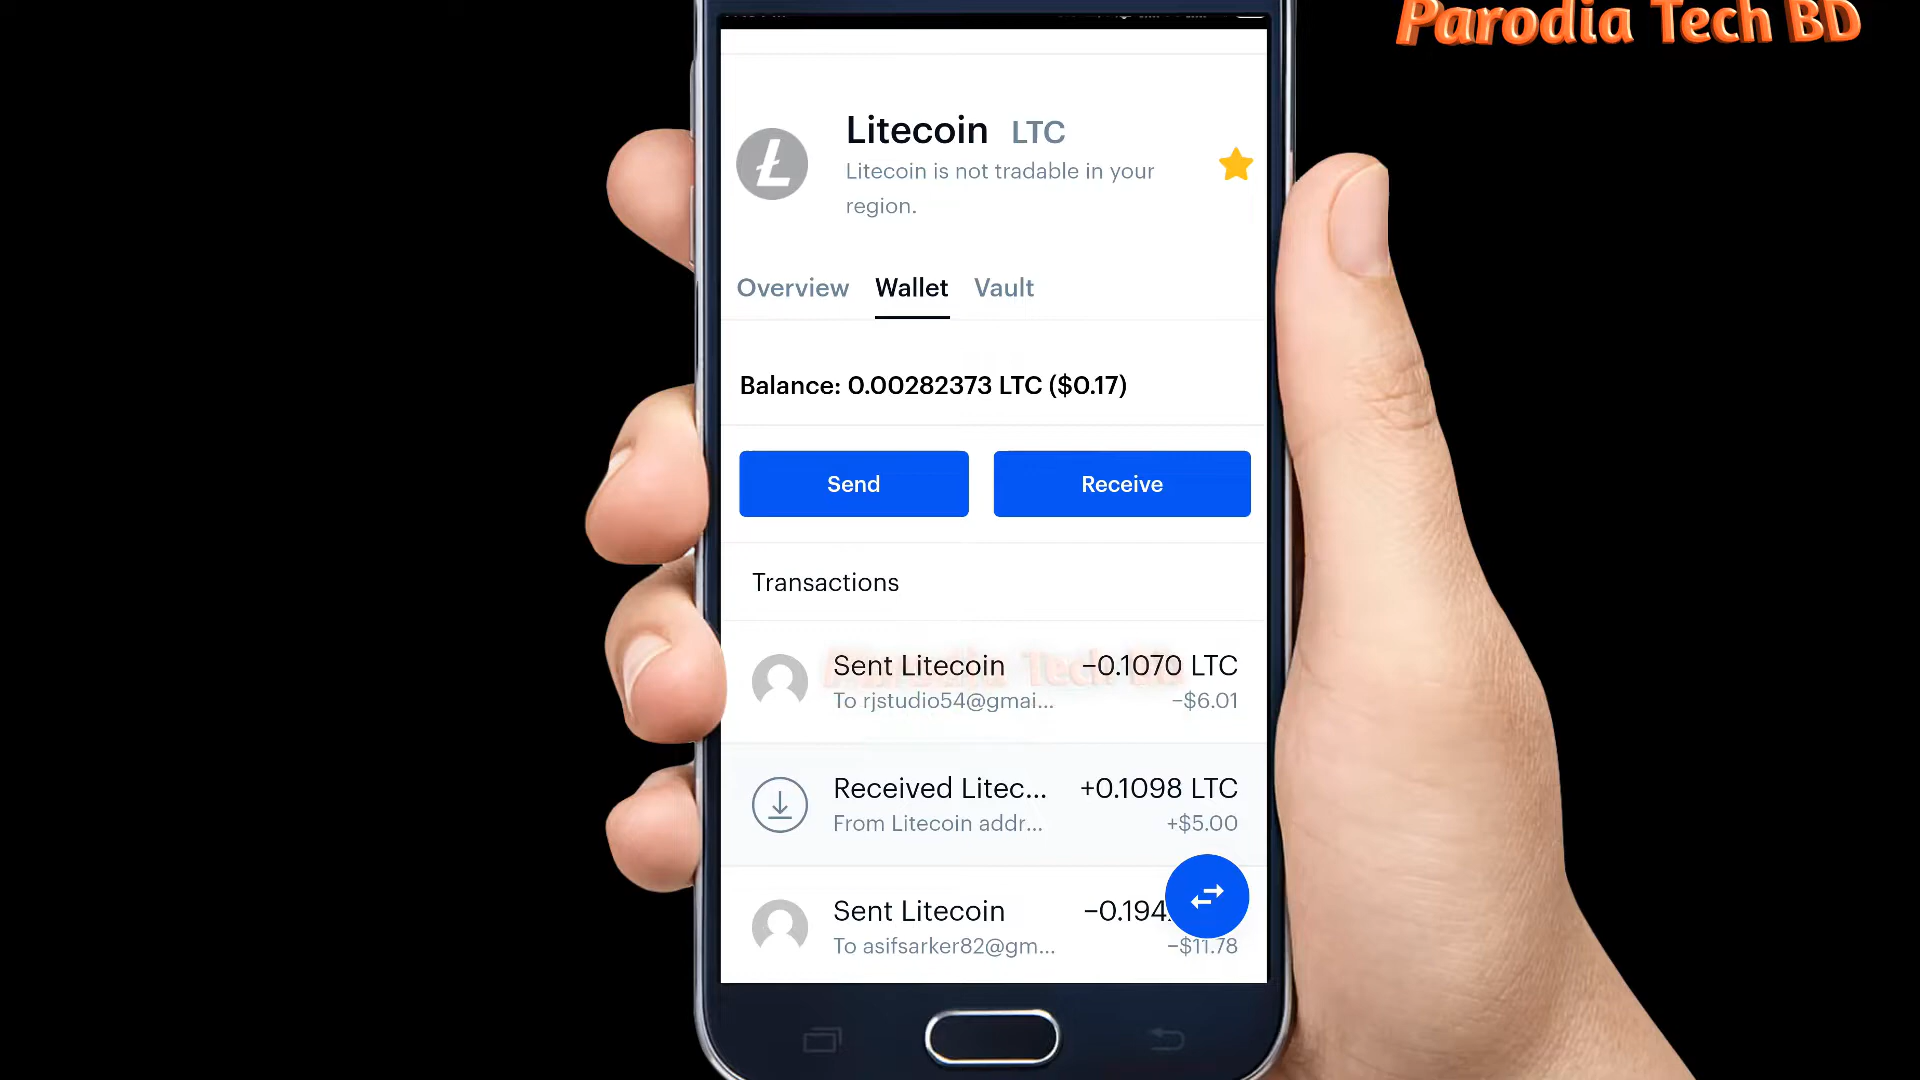 Parodia Tech BD
Litecoin LTC
Litecoin is not tradable in your
region.
Overview Wallet Vault
Balance: 0.00282373 LTC ($0.17)
Send Receive
Transactions
Sent Litecoin −0.1070 LTC
To rjstudio54@gmai... −$6.01
Received Litec... +0.1098 LTC
From Litecoin addr... +$5.00
Sent Litecoin −0.194
To asifsarker82@gm... −$11.78